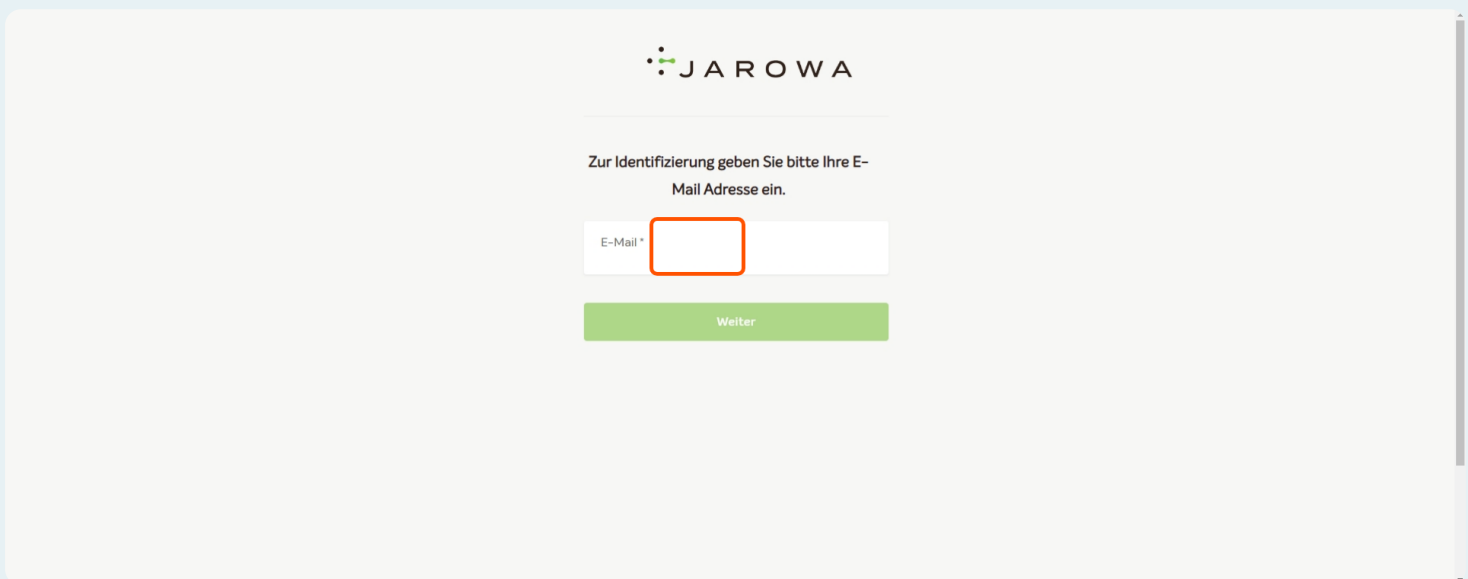 JAROWA
Zur Identifizierung geben Sie bitte Ihre E-
Mail Adresse ein.
E-Mail *
Weiter